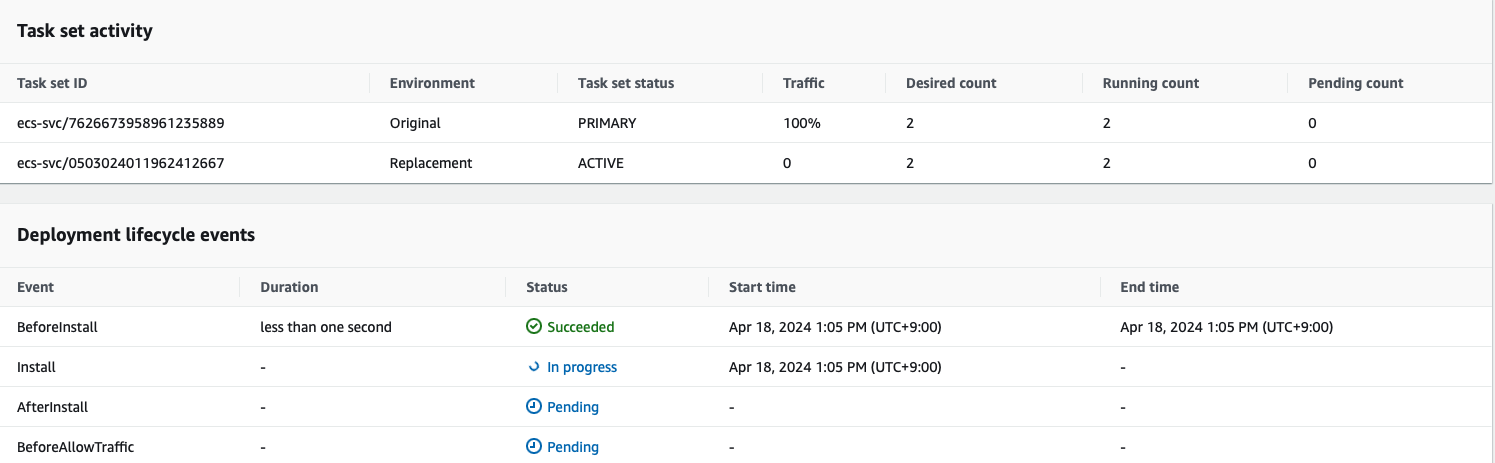 Task set activity
Task set ID Environment Task set status Traffic Desired count Running count Pending count
ecs-svc/7626673958961235889 Original PRIMARY 100% 2 2 0
ecs-svc/0503024011962412667 Replacement ACTIVE 0 2 2 0
Deployment lifecycle events
Event Duration Status Start time End time
BeforeInstall less than one second Succeeded Apr 18, 2024 1:05 PM (UTC+9:00) Apr 18, 2024 1:05 PM (UTC+9:00)
Install - In progress Apr 18, 2024 1:05 PM (UTC+9:00) -
AfterInstall - Pending - -
BeforeAllowTraffic - Pending - -